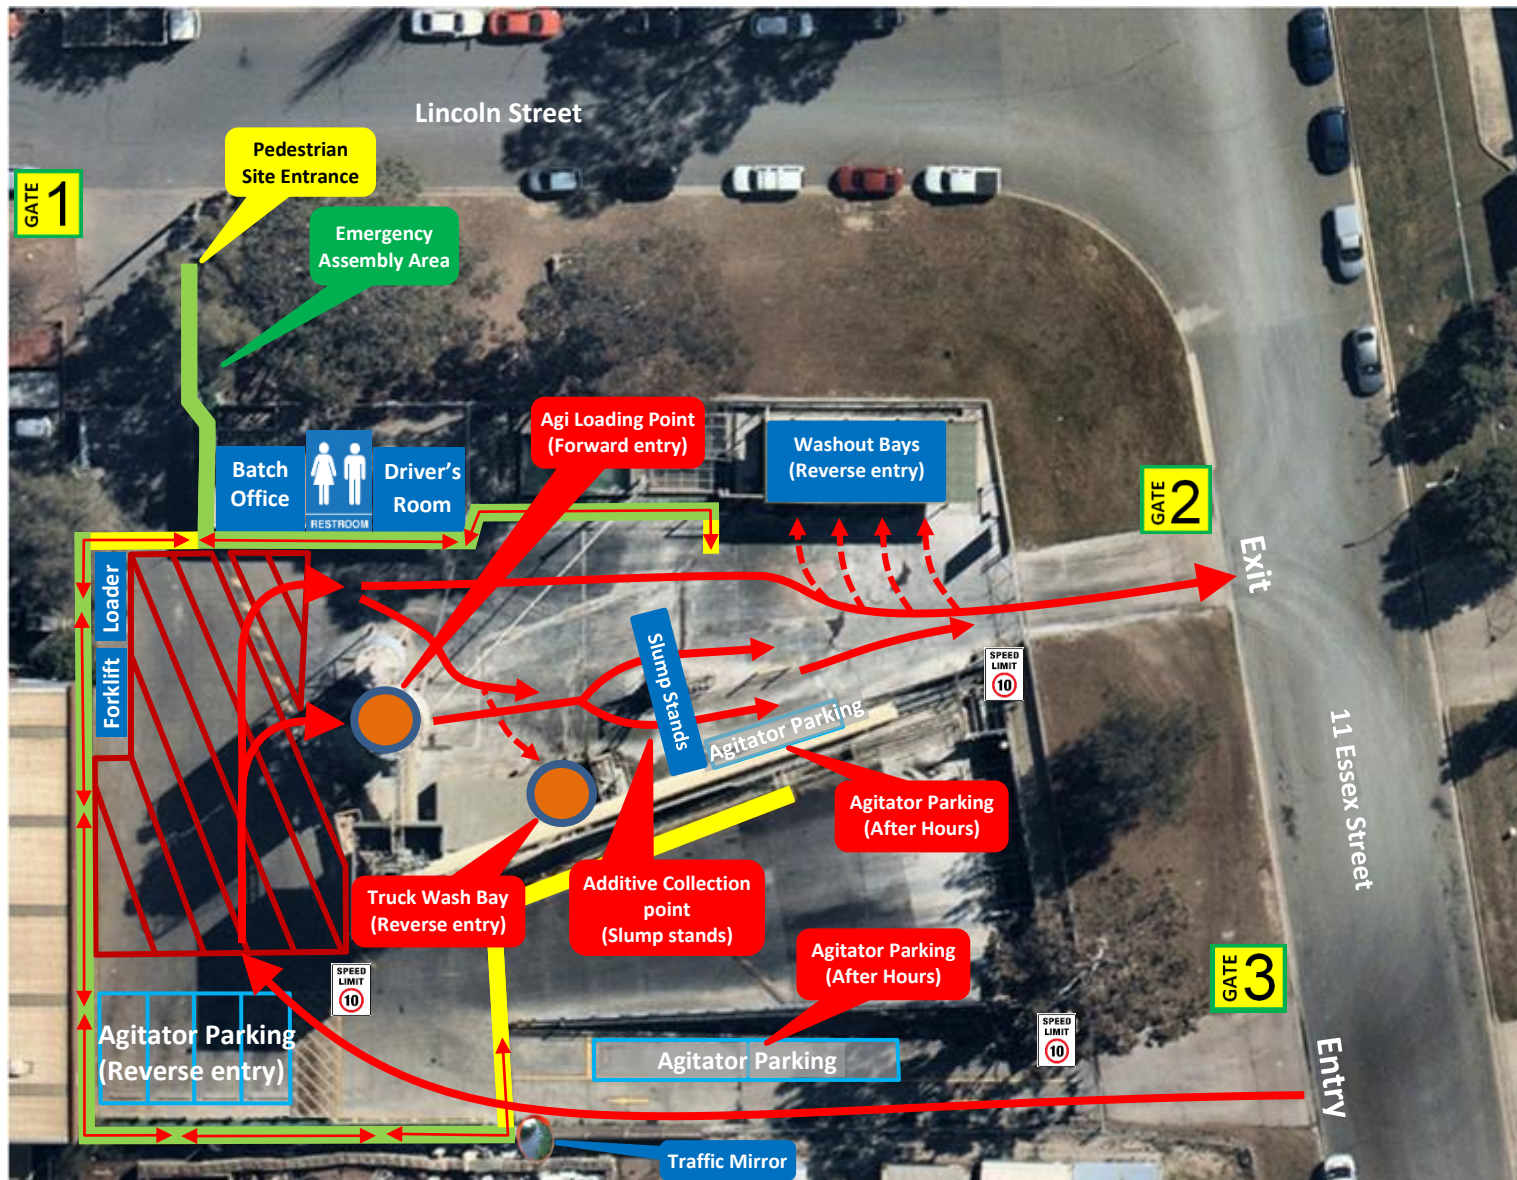 Lincoln Street
Pedestrian
Site Entrance
GATE 1
Emergency
Assembly Area
Agi Loading Point
(Forward entry)
Washout Bays
(Reverse entry)
Batch
Office
RESTROOM
Driver's
Room
GATE 2
Exit
Loader
Forklift
Slump Stands
SPEED
LIMIT
10
Agitator Parking
11 Essex Street
Agitator Parking
(After Hours)
Truck Wash Bay
(Reverse entry)
Additive Collection
point
(Slump stands)
Agitator Parking
(After Hours)
GATE 3
SPEED
LIMIT
10
SPEED
LIMIT
10
Agitator Parking
(Reverse entry)
Agitator Parking
Entry
Traffic Mirror